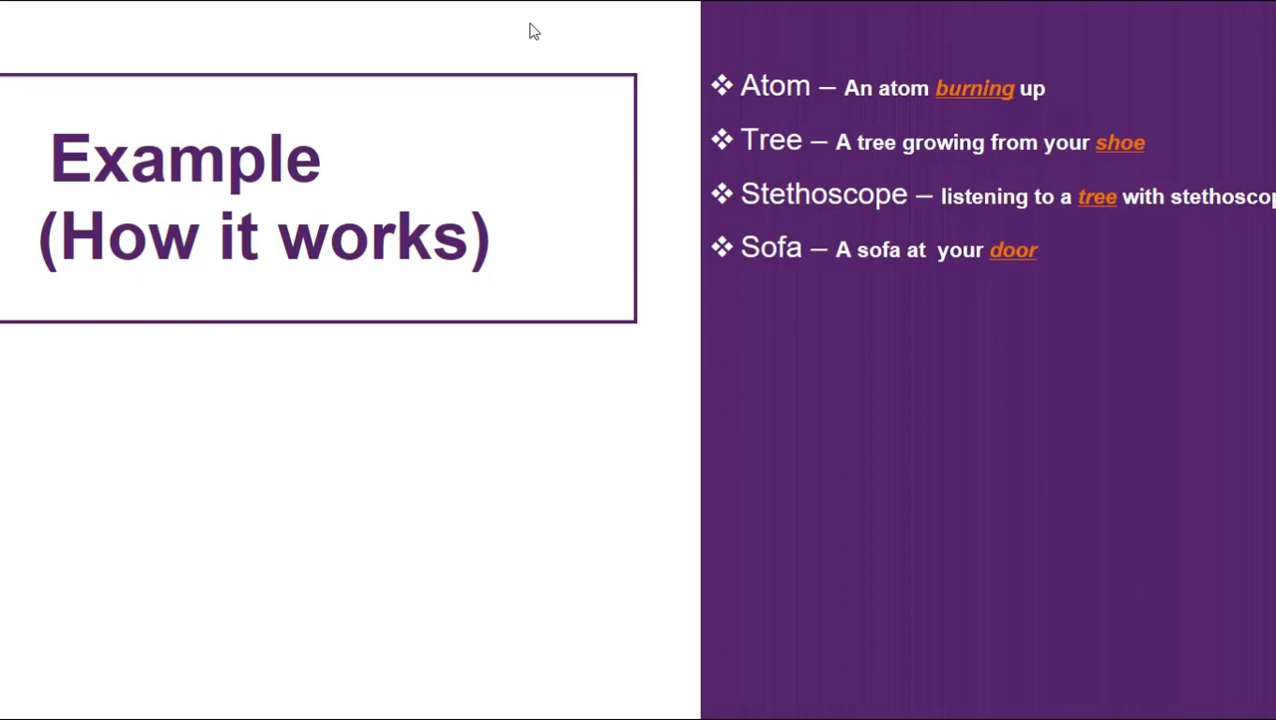 Example
(How it works)
❖ Atom – An atom burning up
❖ Tree – A tree growing from your shoe
❖ Stethoscope – listening to a tree with stethoscop
❖ Sofa – A sofa at your door